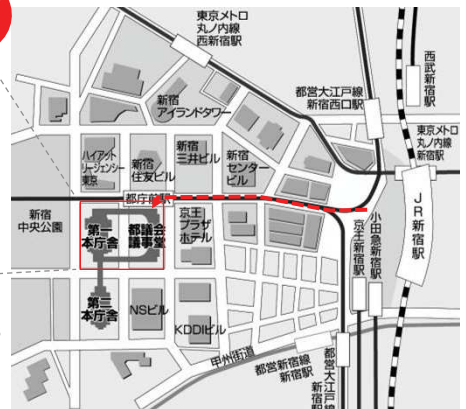 東京メトロ
丸ノ内線
西新宿駅
西武新宿駅
都営大江戸線
新宿西口駅
新宿
アイランドタワー
東京メトロ
丸ノ内線
新宿駅
ハイアット
リージェンシー
東京
新宿
住友ビル
新宿
三井ビル
新宿
センター
ビル
JR新宿駅
都庁前駅
新宿
中央公園
第一
本庁舎
都議会
議事堂
京王
プラザ
ホテル
小田急新宿駅
京王新宿駅
第二
本庁舎
NSビル
KDDIビル
甲州街道
都営新宿線
新宿駅
都営大江戸線
新宿駅